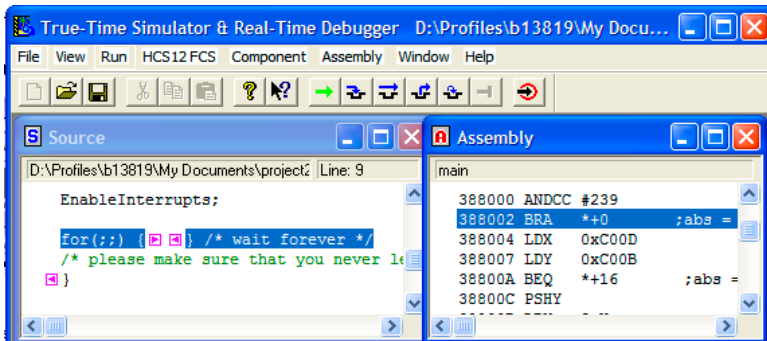 True-Time Simulator & Real-Time Debugger D:\Profiles\b13819\My Docu...
File View Run HCS12 FCS Component Assembly Window Help
S Source
D:\Profiles\b13819\My Documents\project2 Line: 9
EnableInterrupts;
for(;;) { } /* wait forever */
/* please make sure that you never le
}
A Assembly
main
388000 ANDCC #239
388002 BRA *+0 ;abs =
388004 LDX 0xC00D
388007 LDY 0xC00B
38800A BEQ *+16 ;abs =
38800C PSHY